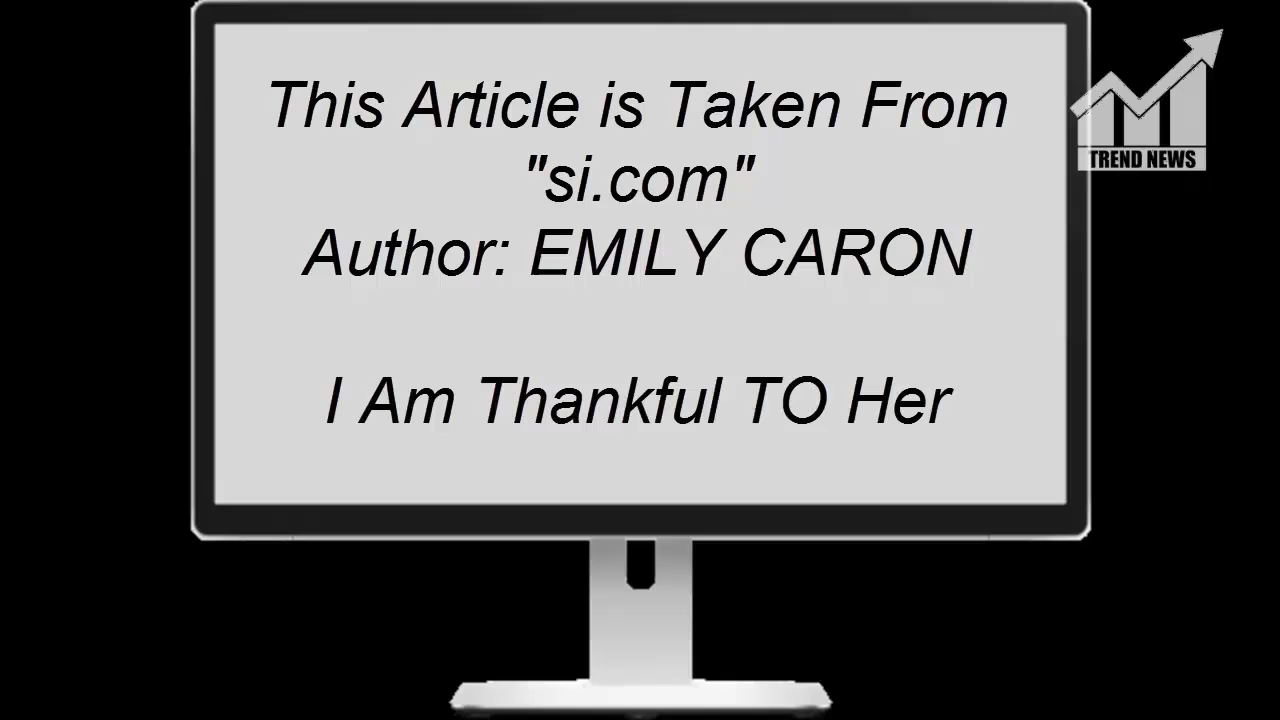 This Article is Taken From
"si.com"
Author: EMILY CARON
I Am Thankful TO Her
TREND NEWS